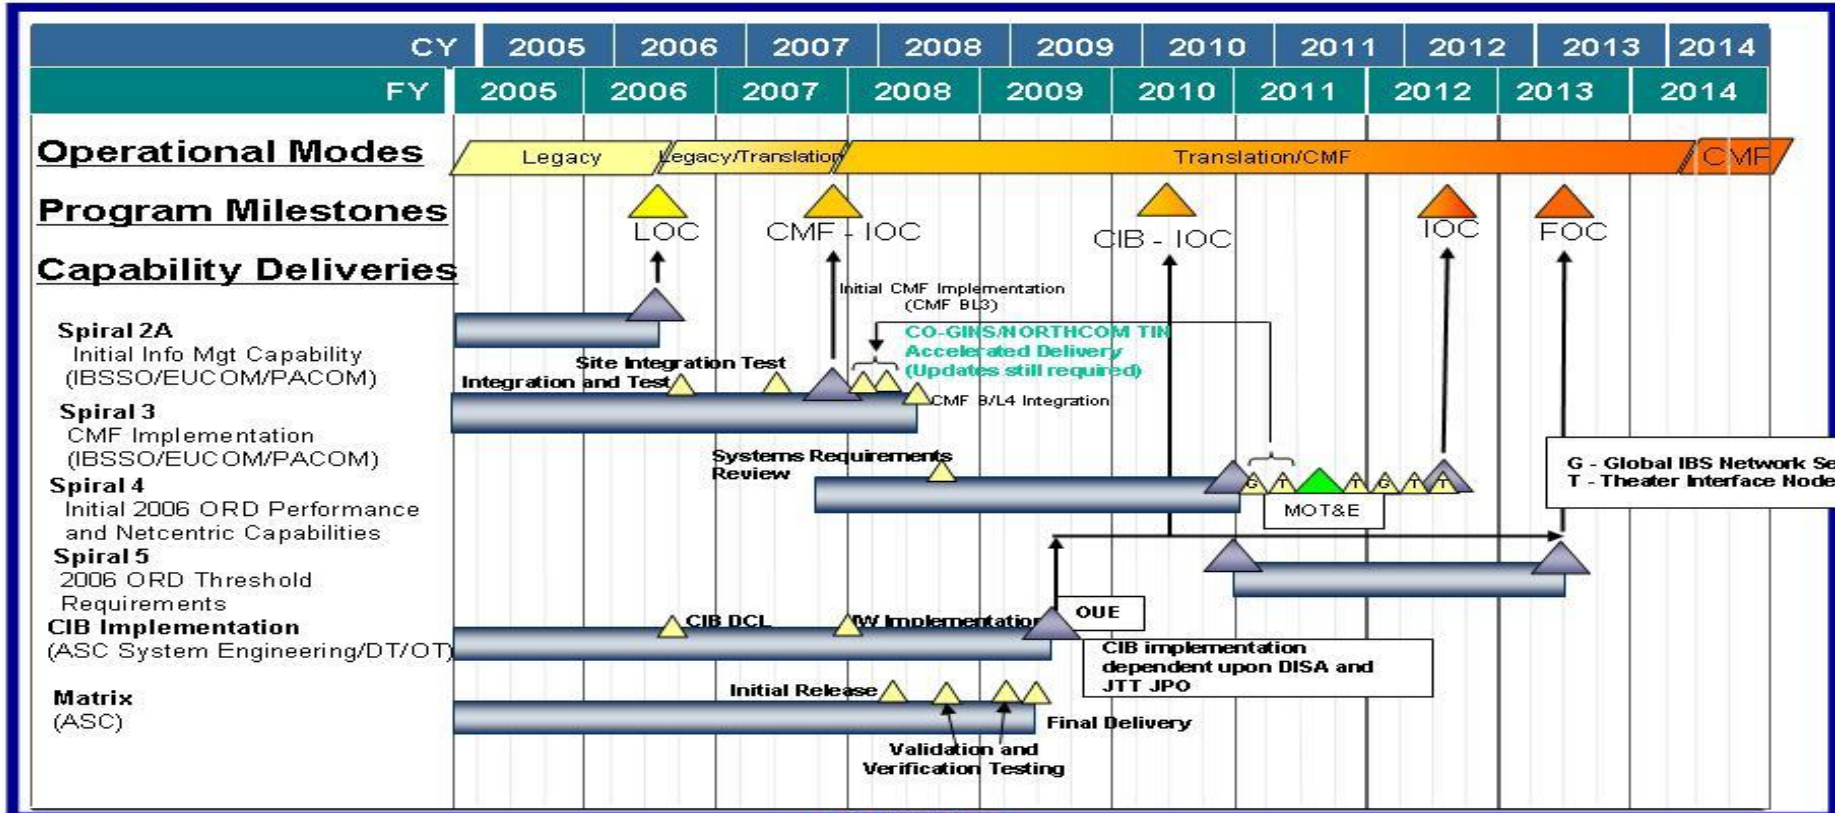 CY 2005 2006 2007 2008 2009 2010 2011 2012 2013 2014
FY 2005 2006 2007 2008 2009 2010 2011 2012 2013 2014
Operational Modes
Legacy
Legacy/Translation
Translation/CMF
CMF
Program Milestones
LOC
CMF - IOC
CIB - IOC
IOC
FOC
Capability Deliveries
Initial CMF Implementation
(CMF BL3)
Spiral 2A
Initial Info Mgt Capability
(IBSSO/EUCOM/PACOM)
CO-GINS/NORTHCOM TIN
Accelerated Delivery
(Updates still required)
Site Integration Test
Integration and Test
CMF B/L4 Integration
Spiral 3
CMF Implementation
(IBSSO/EUCOM/PACOM)
Systems Requirements
Review
G - Global IBS Network Se
T - Theater Interface Node
Spiral 4
Initial 2006 ORD Performance
and Netcentric Capabilities
G T T G T T
MOT&E
Spiral 5
2006 ORD Threshold
Requirements
CIB Implementation
(ASC System Engineering/DT/OT)
CIB DCL
IW Implementation
OUE
CIB implementation
dependent upon DISA and
JTT JPO
Matrix
(ASC)
Initial Release
Final Delivery
Validation and
Verification Testing